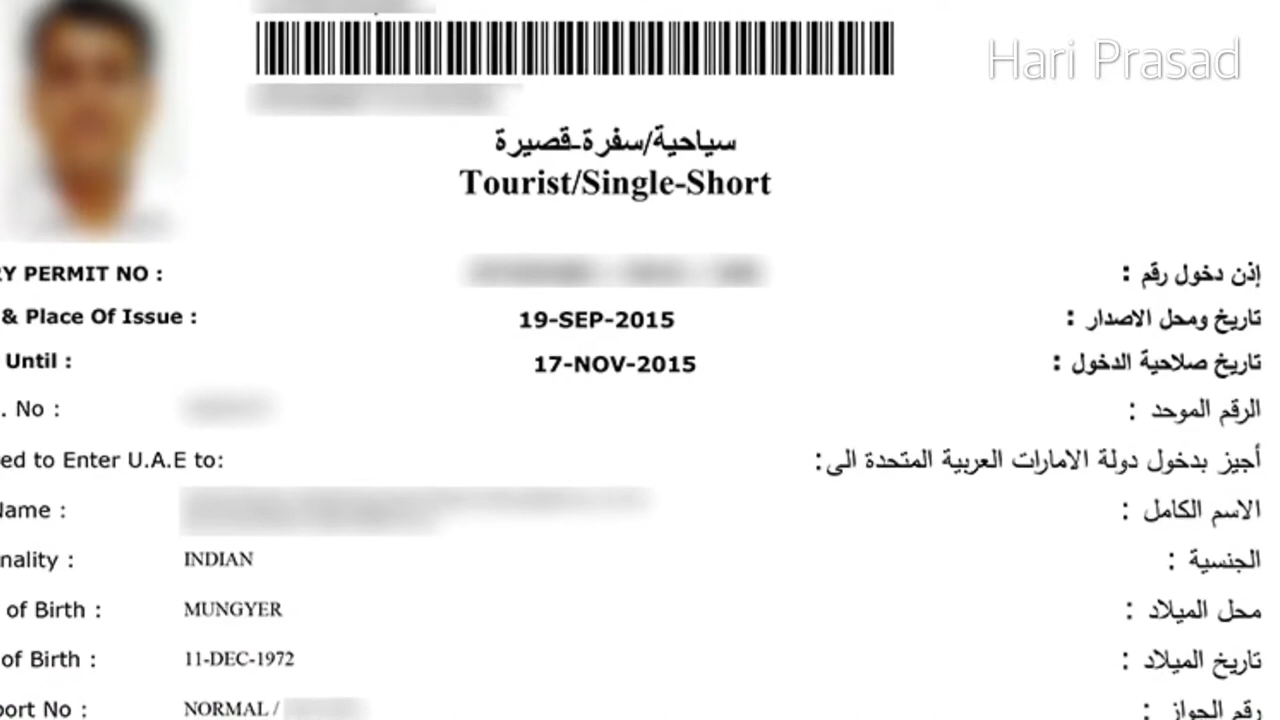 Hari Prasad
سياحية/سفرة-قصيرة
Tourist/Single-Short
RY PERMIT NO : إذن دخول رقم :
& Place Of Issue : 19-SEP-2015 تاريخ ومحل الاصدار :
Until : 17-NOV-2015 تاريخ صلاحية الدخول :
. No : الرقم الموحد :
ed to Enter U.A.E to: أجيز بدخول دولة الامارات العربية المتحدة الى:
Name : الاسم الكامل :
nality : INDIAN الجنسية :
of Birth : MUNGYER محل الميلاد :
of Birth : 11-DEC-1972 تاريخ الميلاد :
port No : NORMAL / رقم الجواز :